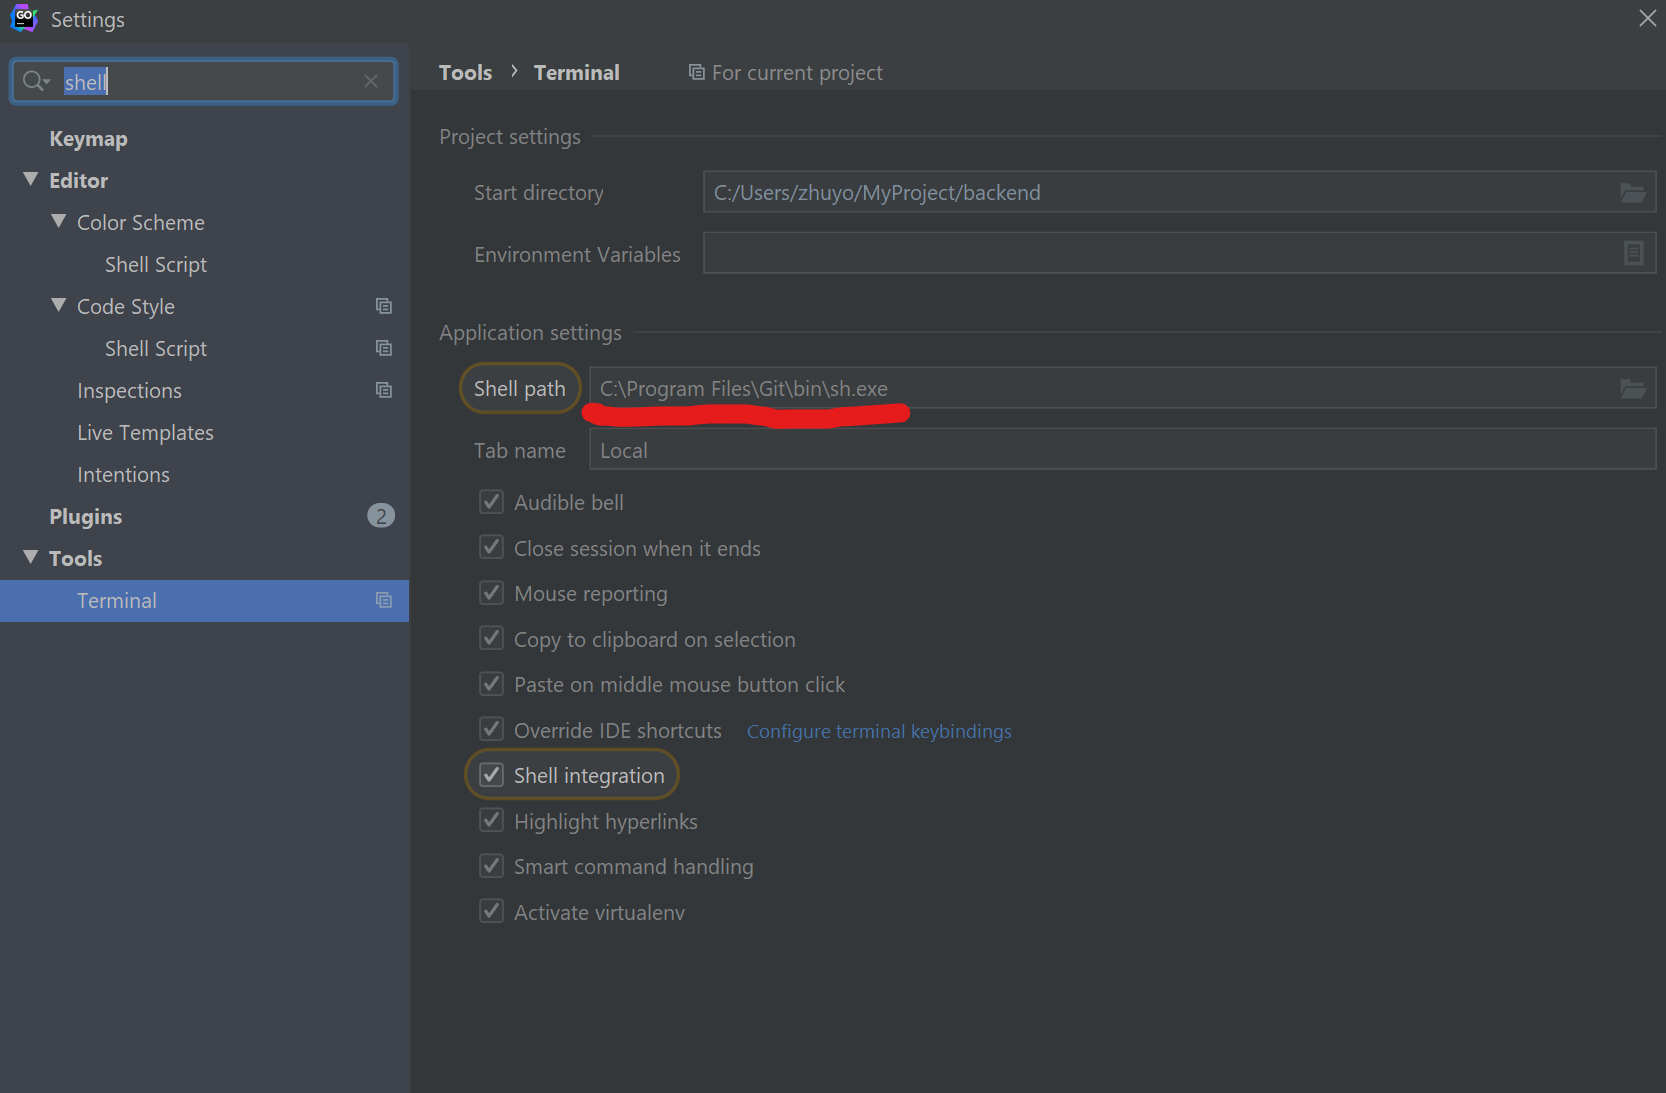 GO
Settings
shell
Keymap
Editor
Color Scheme
Shell Script
Code Style
Shell Script
Inspections
Live Templates
Intentions
Plugins 2
Tools
Terminal
Tools › Terminal For current project
Project settings
Start directory C:/Users/zhuyo/MyProject/backend
Environment Variables
Application settings
Shell path C:\Program Files\Git\bin\sh.exe
Tab name Local
Audible bell
Close session when it ends
Mouse reporting
Copy to clipboard on selection
Paste on middle mouse button click
Override IDE shortcuts Configure terminal keybindings
Shell integration
Highlight hyperlinks
Smart command handling
Activate virtualenv